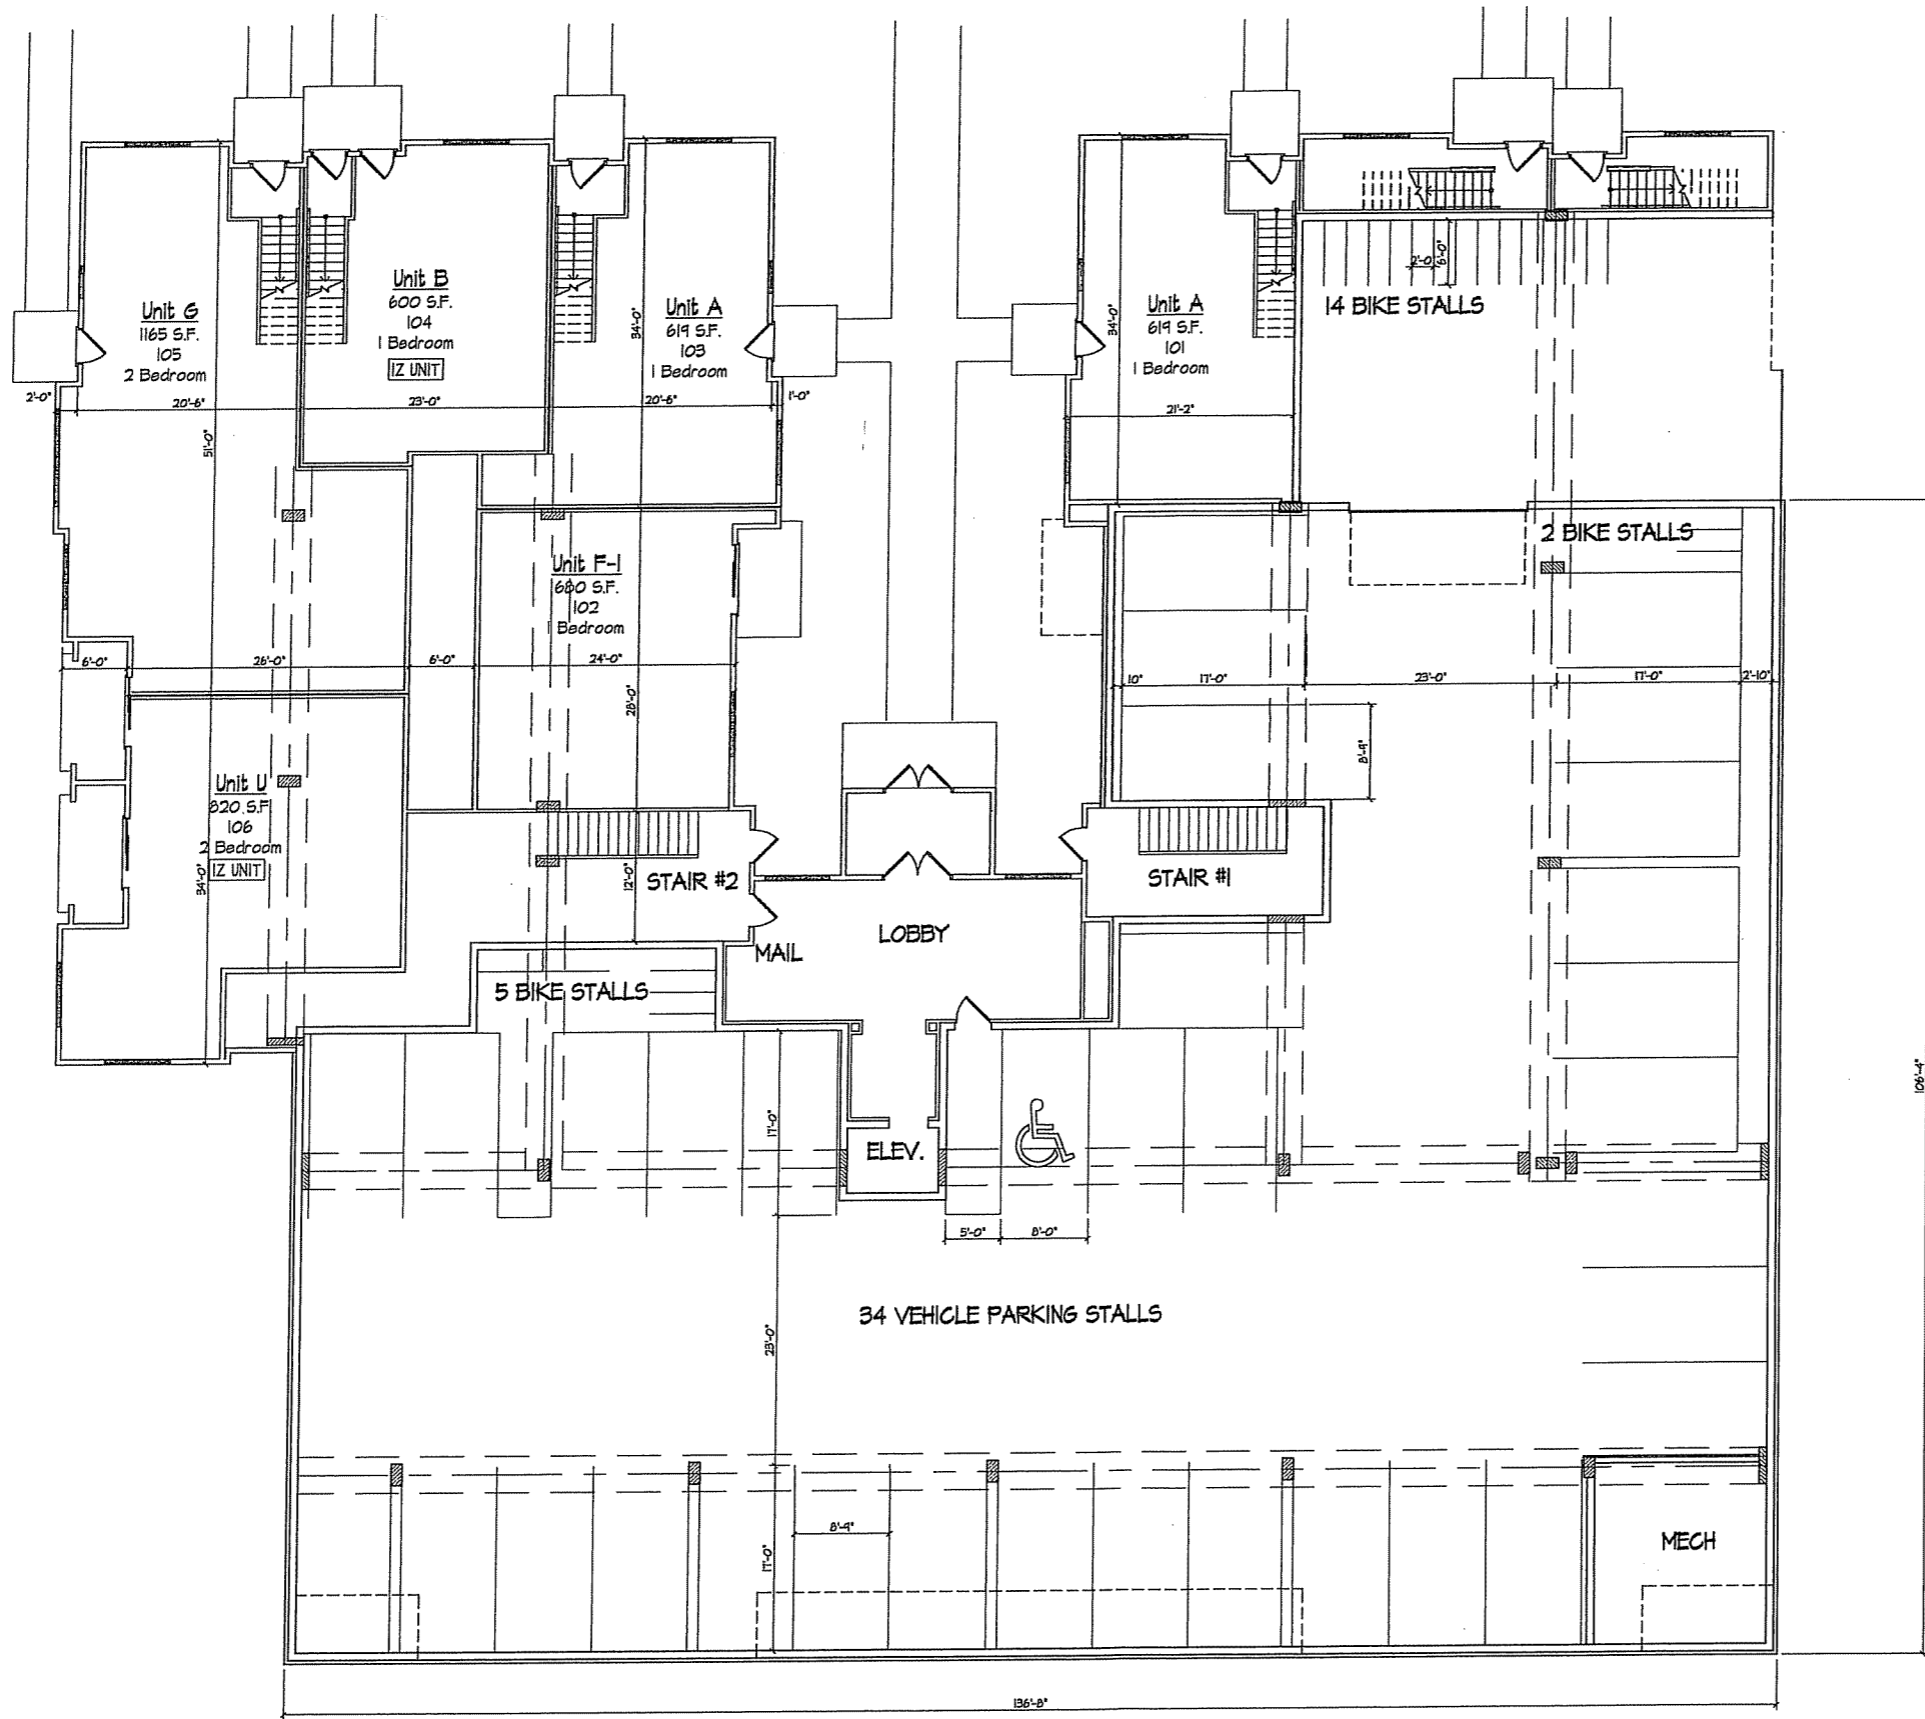 Unit G
1165 S.F.
105
2 Bedroom
Unit B
600 S.F.
104
1 Bedroom
IZ UNIT
Unit A
619 S.F.
103
1 Bedroom
Unit A
619 S.F.
101
1 Bedroom
14 BIKE STALLS
2'-0"
6'-0"
34'-0"
34'-0"
2'-0"
20'-6"
23'-0"
20'-6"
1'-0"
21'-2"
51'-0"
2 BIKE STALLS
Unit F-1
680 S.F.
102
1 Bedroom
6'-0"
26'-0"
6'-0"
24'-0"
28'-0"
10"
17'-0"
23'-0"
17'-0"
2'-10"
8'-9"
Unit U
820 S.F.
106
2 Bedroom
IZ UNIT
34'-0"
12'-0"
STAIR #2
STAIR #1
LOBBY
MAIL
5 BIKE STALLS
106'-4"
17'-0"
ELEV.
5'-0"
8'-0"
34 VEHICLE PARKING STALLS
23'-0"
8'-9"
17'-0"
MECH
136'-8"